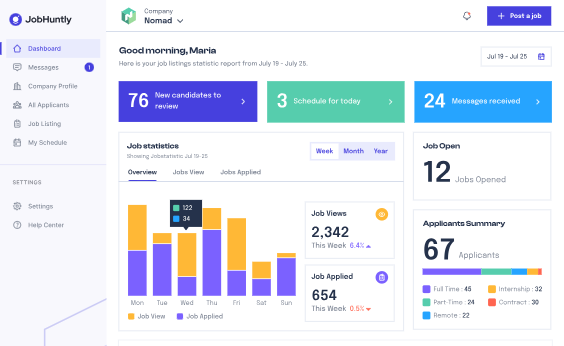 JobHuntly
Company
Nomad
Post a job
Dashboard
Messages
1
Company Profile
All Applicants
Job Listing
My Schedule
SETTINGS
Settings
Help Center
Good morning, Maria
Here is your job listings statistic report from July 19 - July 25.
Jul 19 - Jul 25
76 New candidates to review
3 Schedule for today
24 Messages received
Job statistics
Showing Jobstatistic Jul 19-25
Week Month Year
Overview Jobs View Jobs Applied
122
34
Mon Tue Wed Thu Fri Sat Sun
Job View Job Applied
Job Views
2,342
This Week 6.4%
Job Applied
654
This Week 0.5%
Job Open
12 Jobs Opened
Applicants Summary
67 Applicants
Full Time : 45 Internship : 32
Part-Time : 24 Contract : 30
Remote : 22